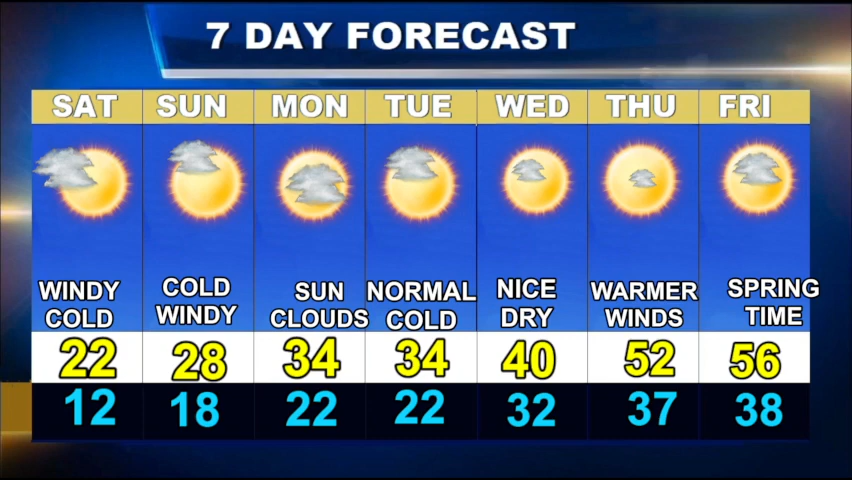 7 DAY FORECAST
SAT SUN MON TUE WED THU FRI
WINDY COLD
COLD WINDY
SUN CLOUDS
NORMAL COLD
NICE DRY
WARMER WINDS
SPRING TIME
22 28 34 34 40 52 56
12 18 22 22 32 37 38